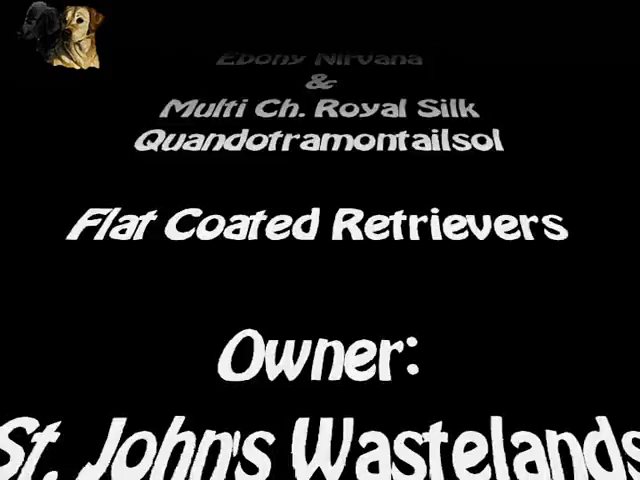 Ebony Nirvana
&
Multi Ch. Royal Silk
Quandotramontailsol
Flat Coated Retrievers
Owner:
St. John's Wastelands